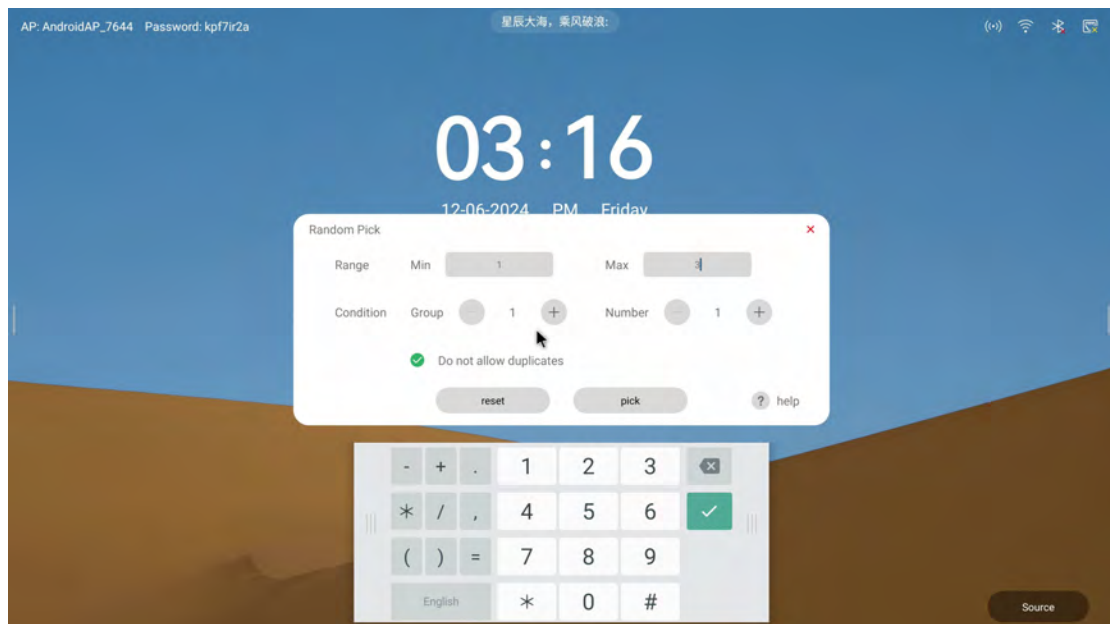 AP: AndroidAP_7644 Password: kpf7ir2a
星辰大海，乘风破浪:
03:16
12-06-2024 PM Friday
Random Pick
Range Min 1 Max 3
Condition Group - 1 + Number - 1 +
Do not allow duplicates
reset pick ? help
- + . 1 2 3
* / , 4 5 6
( ) = 7 8 9
English * 0 #
Source